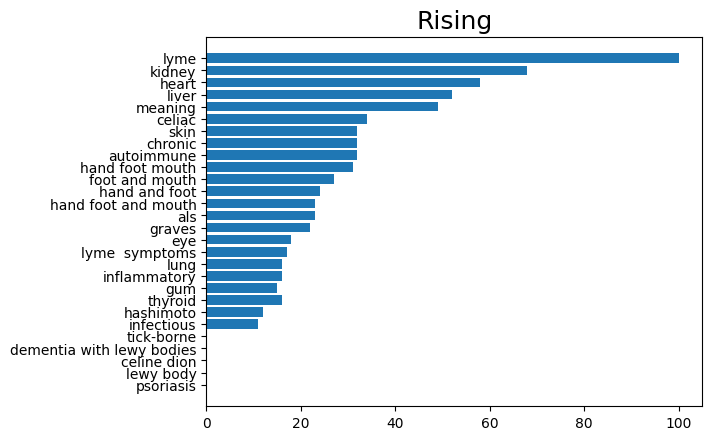 Rising
lyme
kidney
heart
liver
meaning
celiac
skin
chronic
autoimmune
hand foot mouth
foot and mouth
hand and foot
hand foot and mouth
als
graves
eye
lyme  symptoms
lung
inflammatory
gum
thyroid
hashimoto
infectious
tick-borne
dementia with lewy bodies
celine dion
lewy body
psoriasis
0 20 40 60 80 100